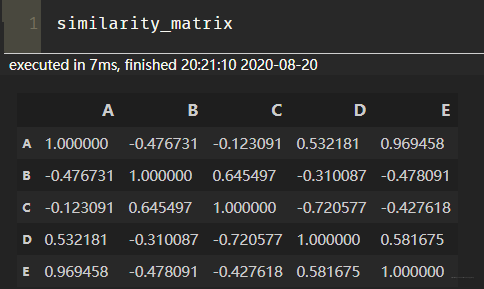 1 similarity_matrix
executed in 7ms, finished 20:21:10 2020-08-20
A B C D E
A 1.000000 -0.476731 -0.123091 0.532181 0.969458
B -0.476731 1.000000 0.645497 -0.310087 -0.478091
C -0.123091 0.645497 1.000000 -0.720577 -0.427618
D 0.532181 -0.310087 -0.720577 1.000000 0.581675
E 0.969458 -0.478091 -0.427618 0.581675 1.000000